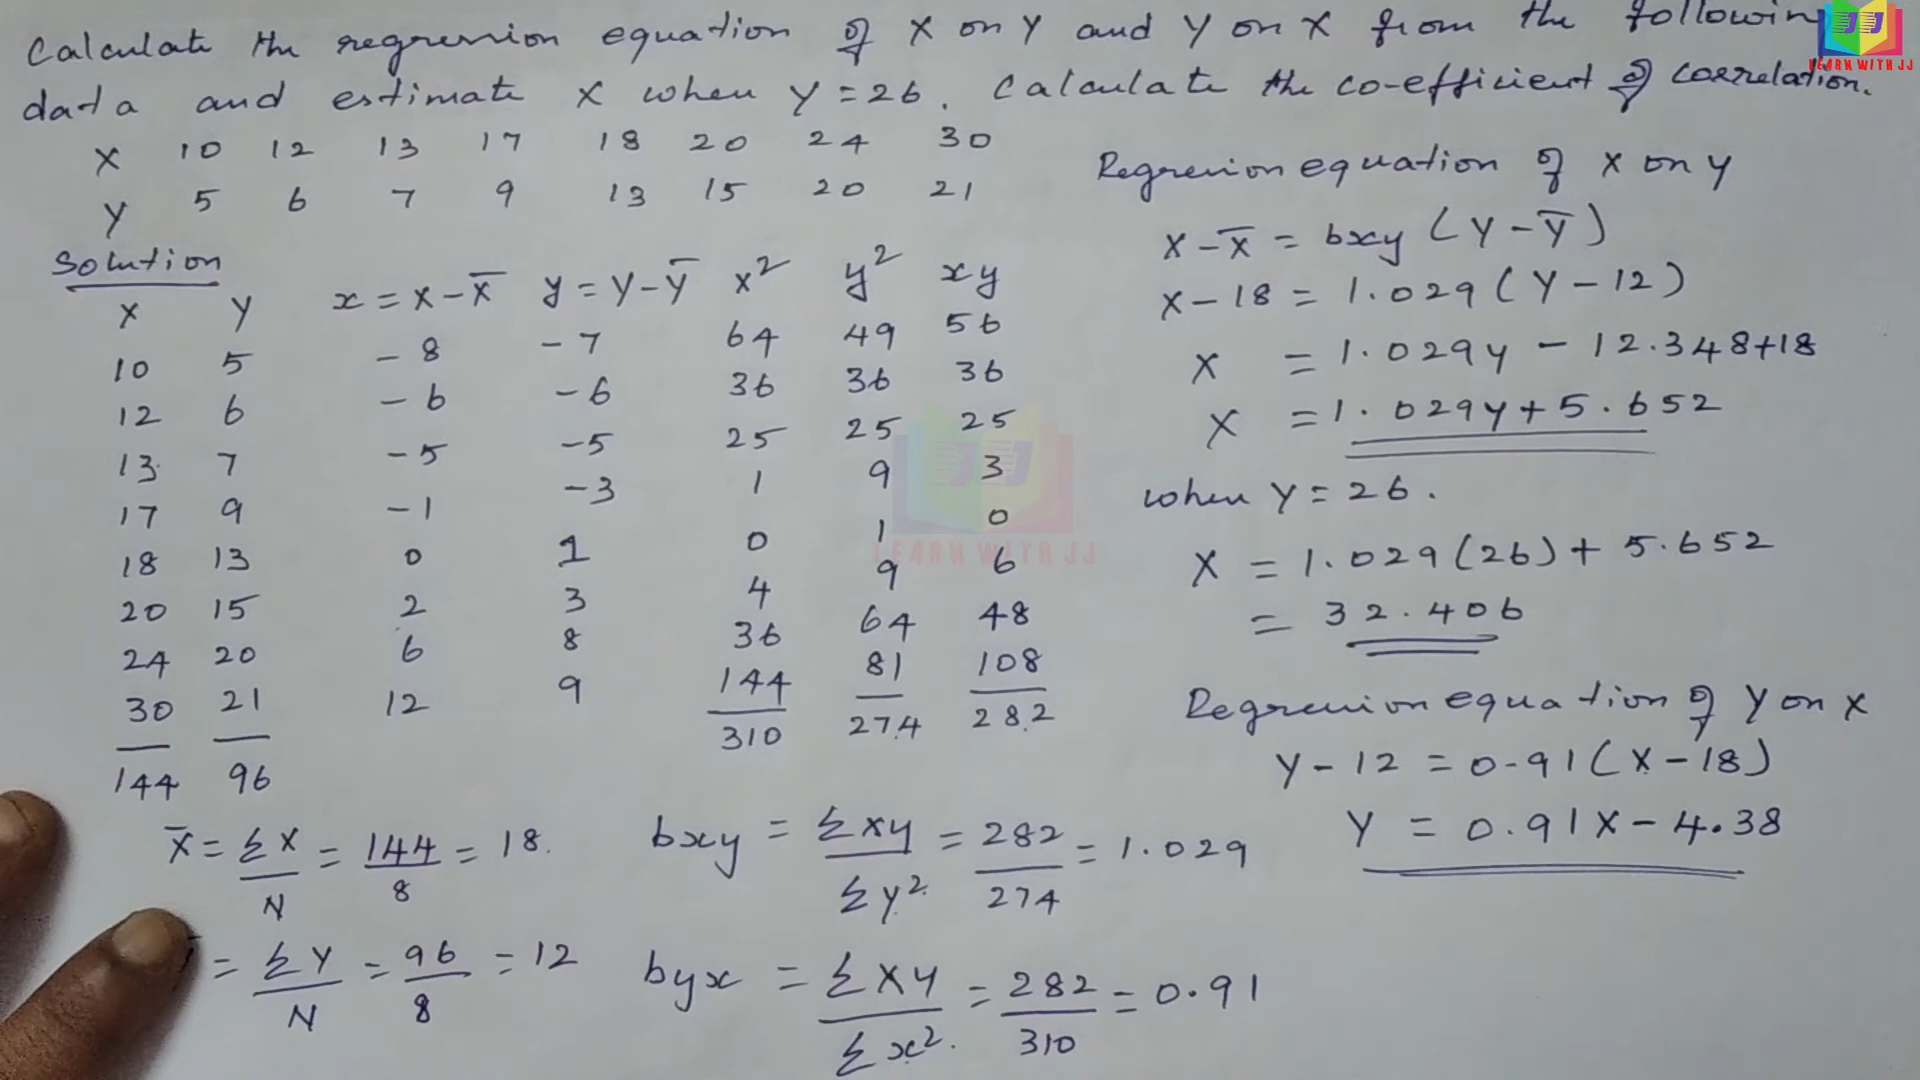 Calculate the regression equation of X on Y and Y on X from the following
data and estimate X when Y = 26. Calculate the co-efficient of correlation.
X 10 12 13 17 18 20 24 30
Y 5 6 7 9 13 15 20 21
Solution
X Y x = X - X̅ y = Y - Y̅ x² y² xy
10 5 -8 -7 64 49 56
12 6 -6 -6 36 36 36
13 7 -5 -5 25 25 25
17 9 -1 -3 1 9 3
18 13 0 1 0 1 0
20 15 2 3 4 9 6
24 20 6 8 36 64 48
30 21 12 9 144 81 108
144 96 310 274 282
X̅ = ΣX/N = 144/8 = 18.
= ΣY/N = 96/8 = 12
bxy = Σxy/Σy² = 282/274 = 1.029
byx = Σxy/Σx² = 282/310 = 0.91
Regression equation of X on Y
X - X̅ = bxy (Y - Y̅)
X - 18 = 1.029 (Y - 12)
X = 1.029y - 12.348 + 18
X = 1.029y + 5.652
when Y = 26.
X = 1.029 (26) + 5.652
= 32.406
Regression equation of Y on X
Y - 12 = 0.91 (X - 18)
Y = 0.91X - 4.38
JJ
LEARN WITH JJ
JJ
LEARN WITH JJ